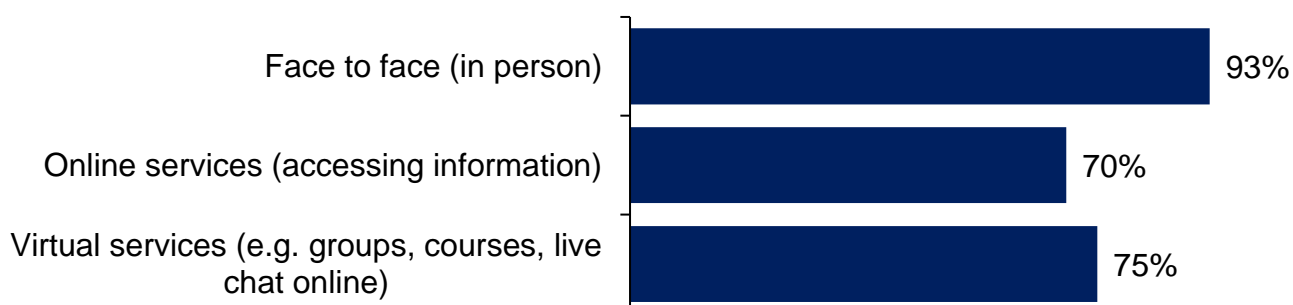 Face to face (in person)
93%
Online services (accessing information)
70%
Virtual services (e.g. groups, courses, live
chat online)
75%